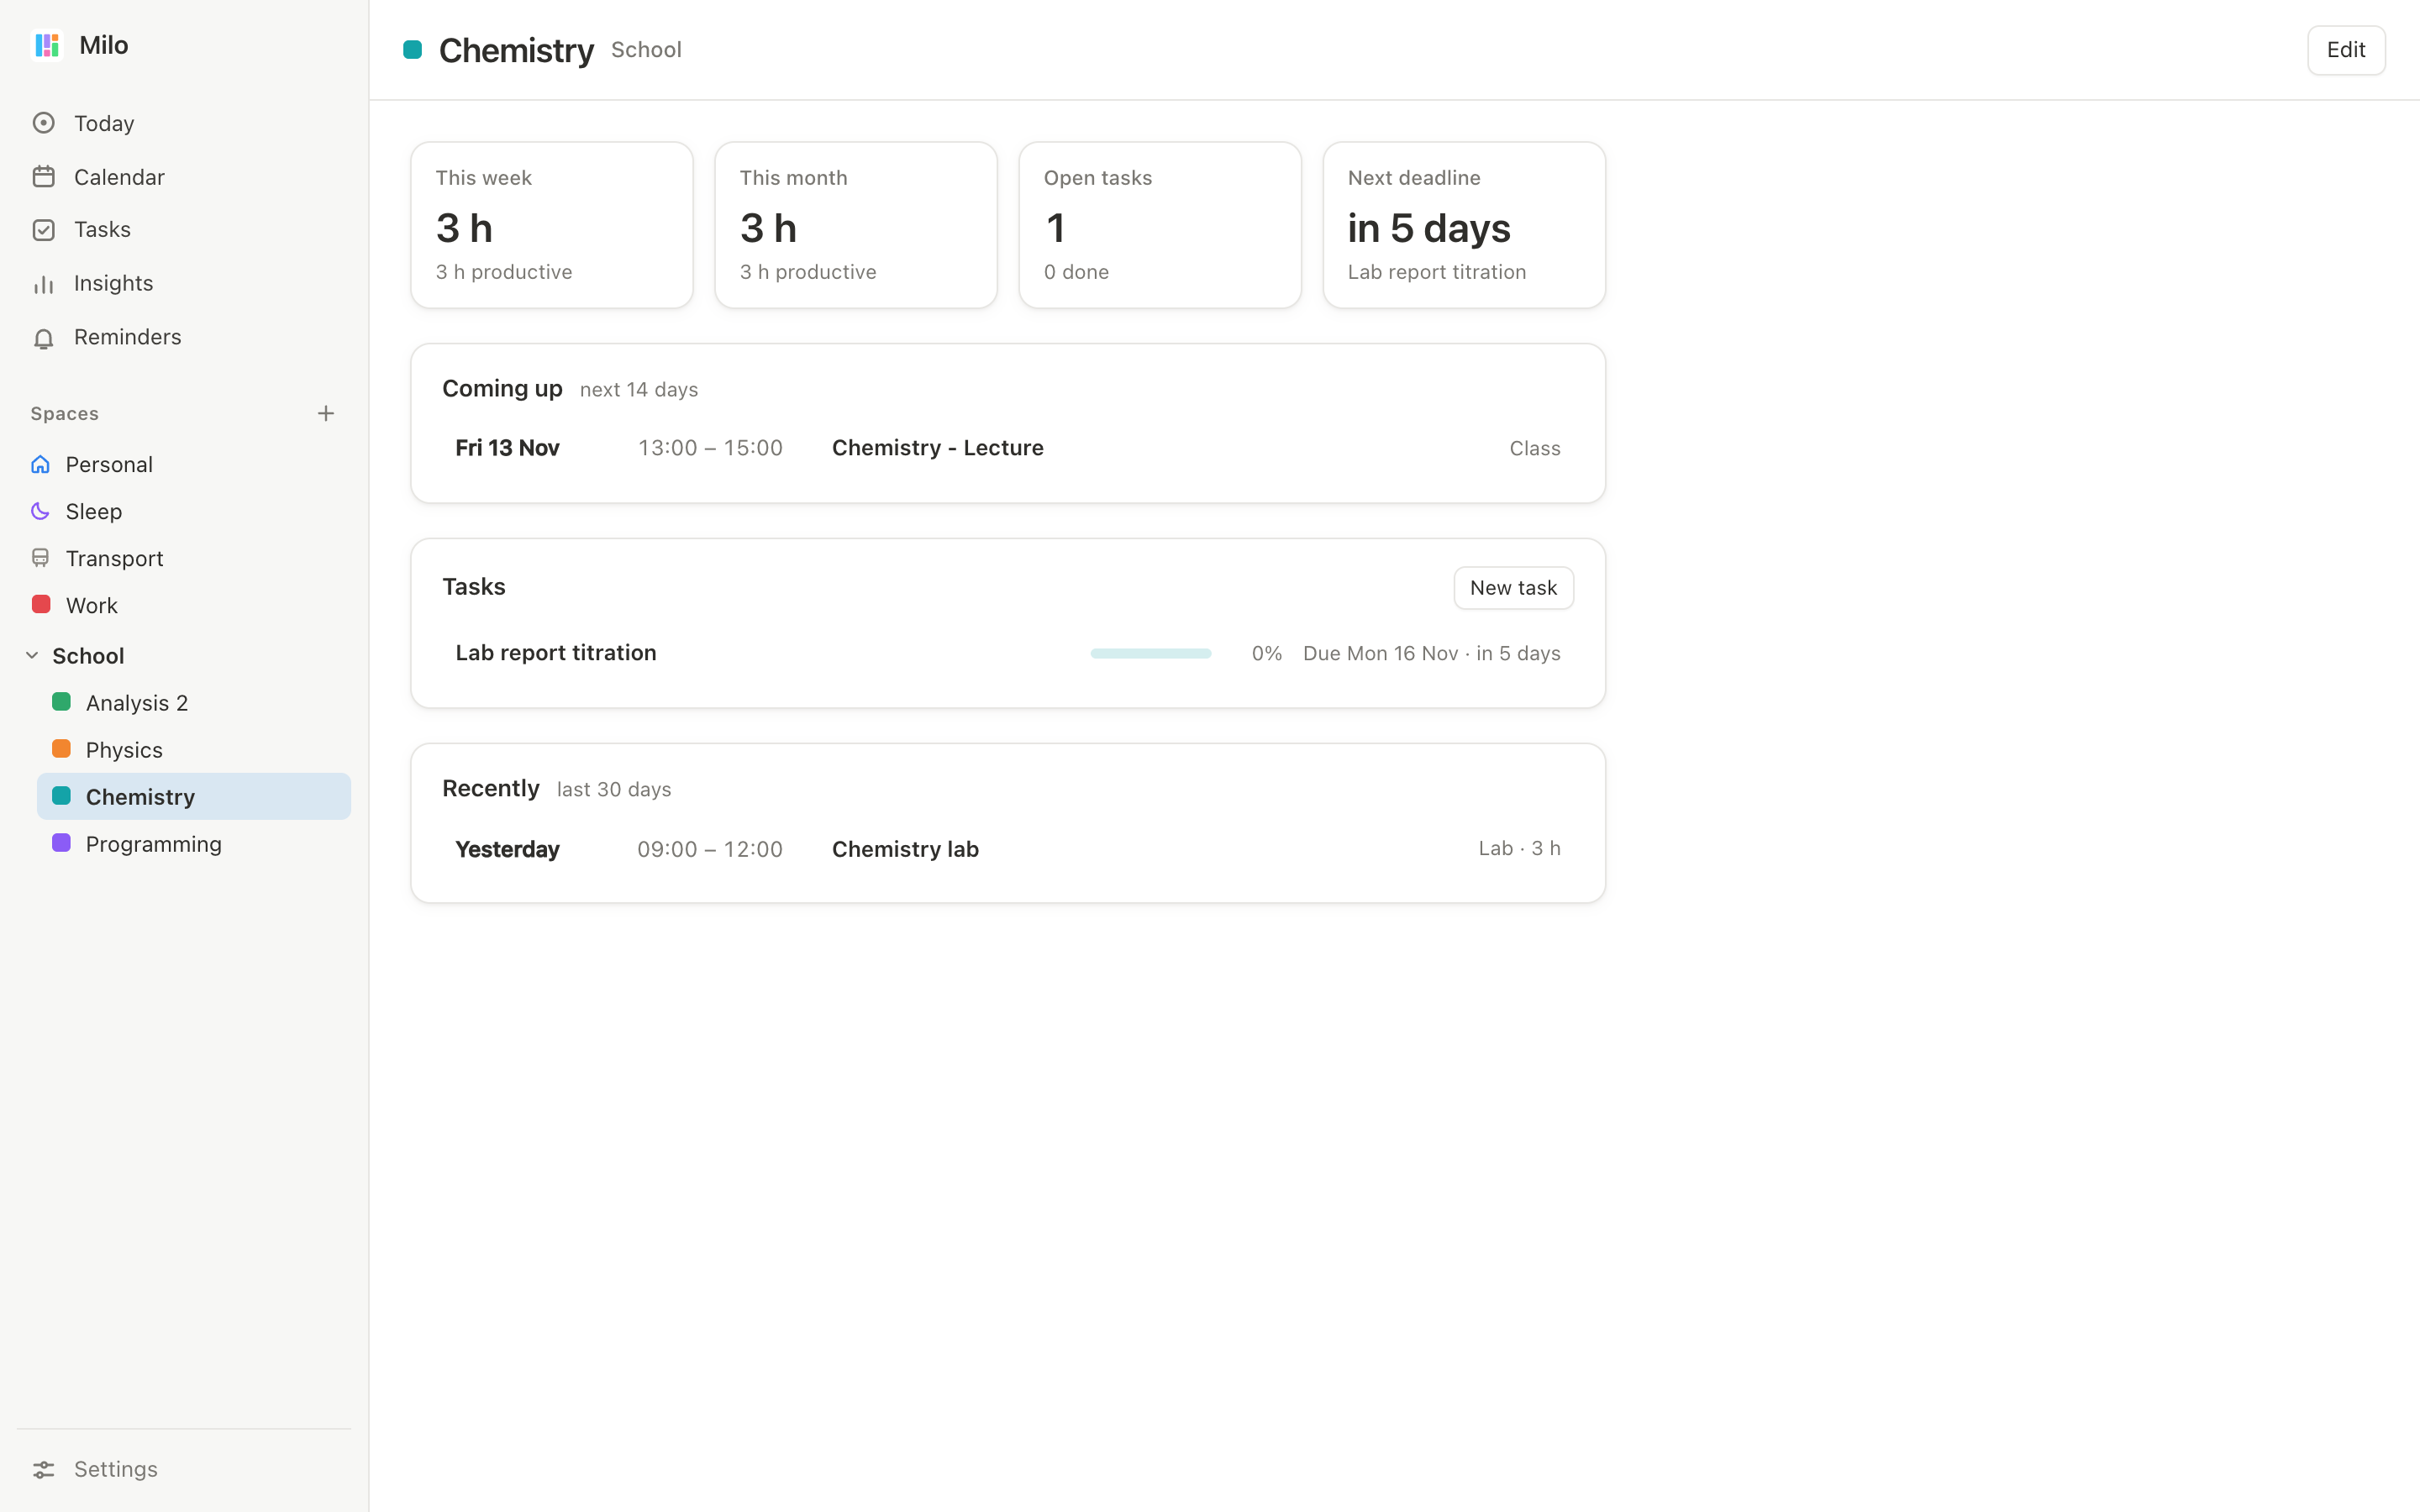 Milo
Today
Calendar
Tasks
Insights
Reminders
Spaces
Personal
Sleep
Transport
Work
School
Analysis 2
Physics
Chemistry
Programming
Settings
Chemistry School
Edit
This week
3 h
3 h productive
This month
3 h
3 h productive
Open tasks
1
0 done
Next deadline
in 5 days
Lab report titration
Coming up next 14 days
Fri 13 Nov 13:00 – 15:00 Chemistry - Lecture Class
Tasks New task
Lab report titration 0% Due Mon 16 Nov · in 5 days
Recently last 30 days
Yesterday 09:00 – 12:00 Chemistry lab Lab · 3 h